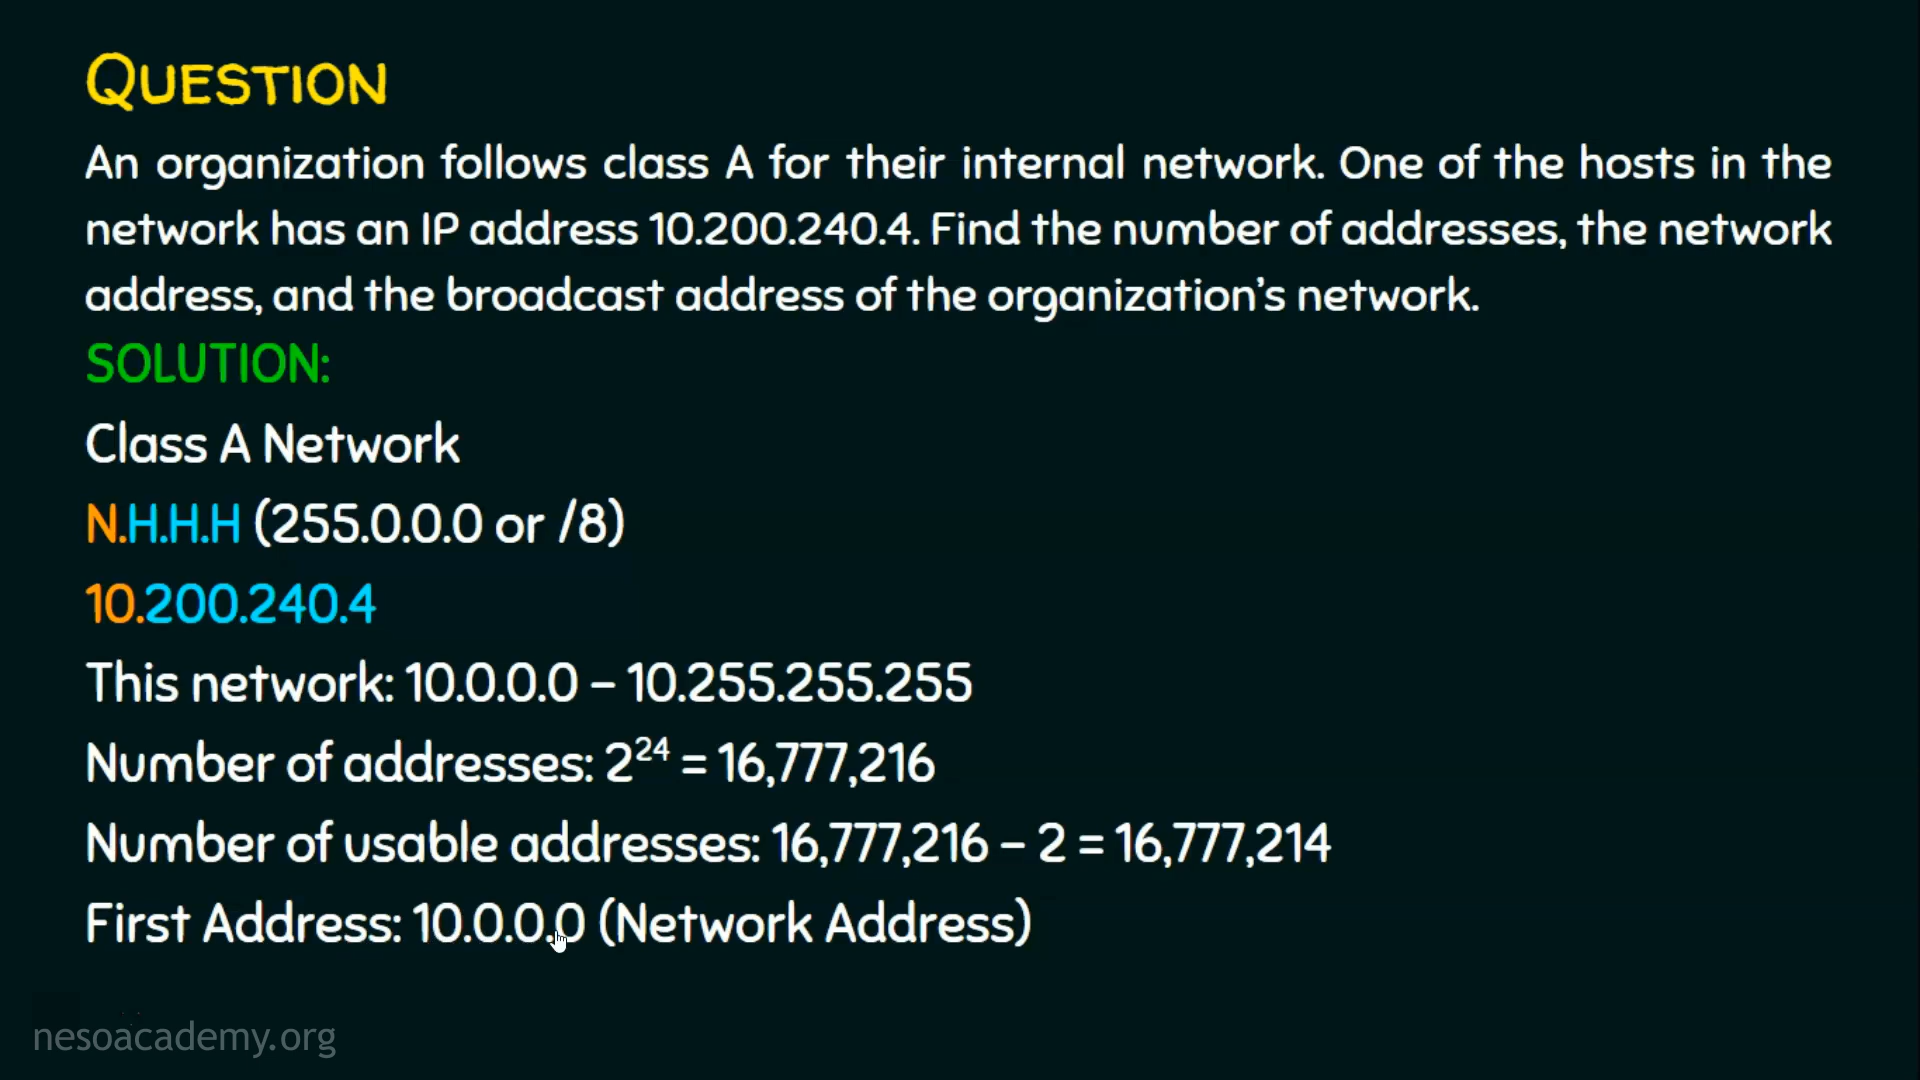 QUESTION
An organization follows class A for their internal network. One of the hosts in the
network has an IP address 10.200.240.4. Find the number of addresses, the network
address, and the broadcast address of the organization's network.
SOLUTION:
Class A Network
N.H.H.H (255.0.0.0 or /8)
10.200.240.4
This network: 10.0.0.0 – 10.255.255.255
Number of addresses: 2²⁴ = 16,777,216
Number of usable addresses: 16,777,216 – 2 = 16,777,214
First Address: 10.0.0.0 (Network Address)
nesoacademy.org